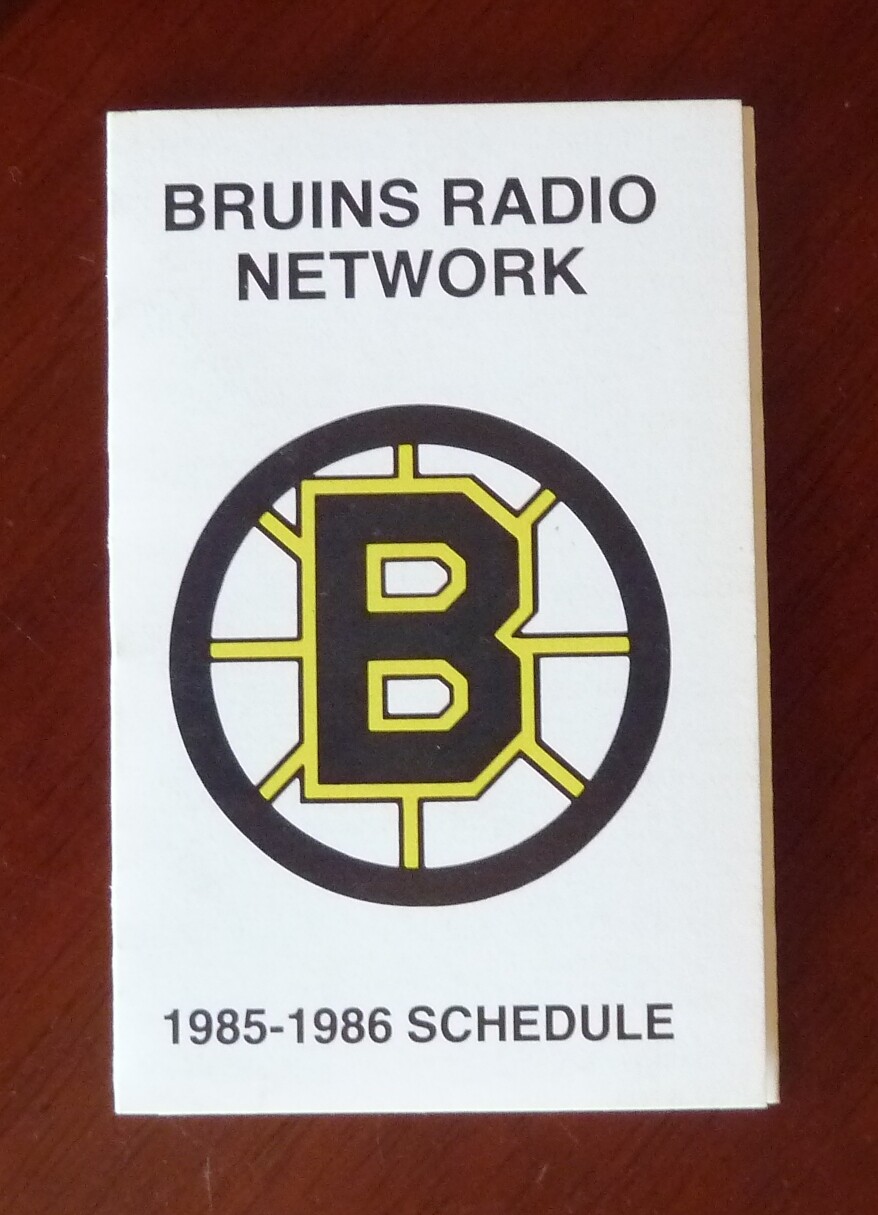 BRUINS RADIO
NETWORK
B
1985-1986 SCHEDULE